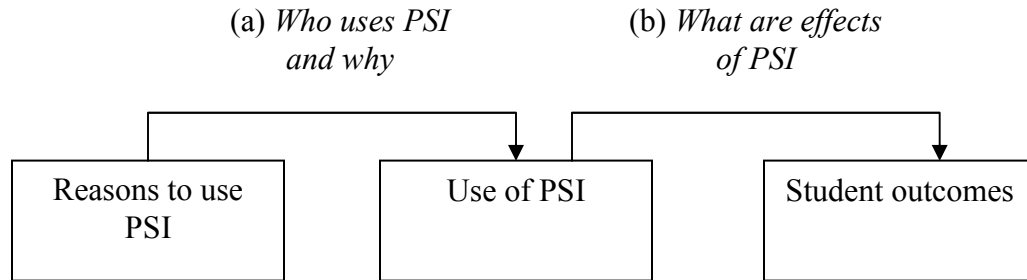 (a) Who uses PSI
and why
(b) What are effects
of PSI
Reasons to use
PSI
Use of PSI
Student outcomes